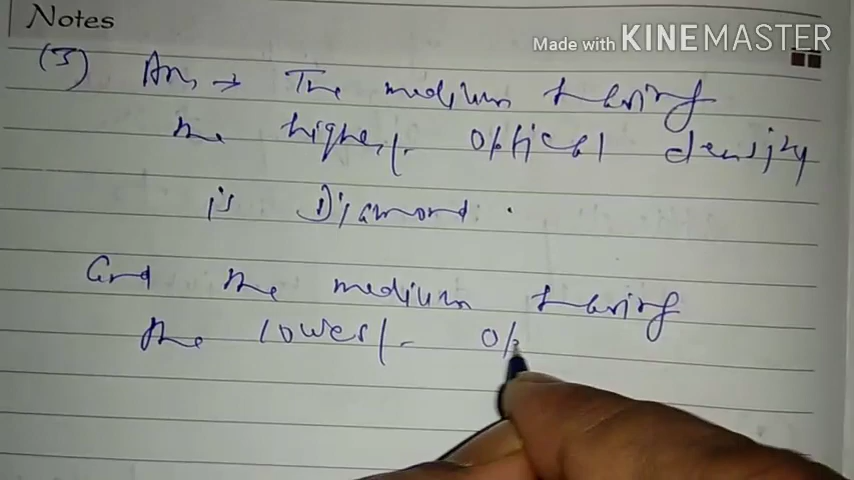 Notes
Made with KINEMASTER
(3) Ans → The medium having
the highest optical density
is Diamond.
and the medium having
the lowest op